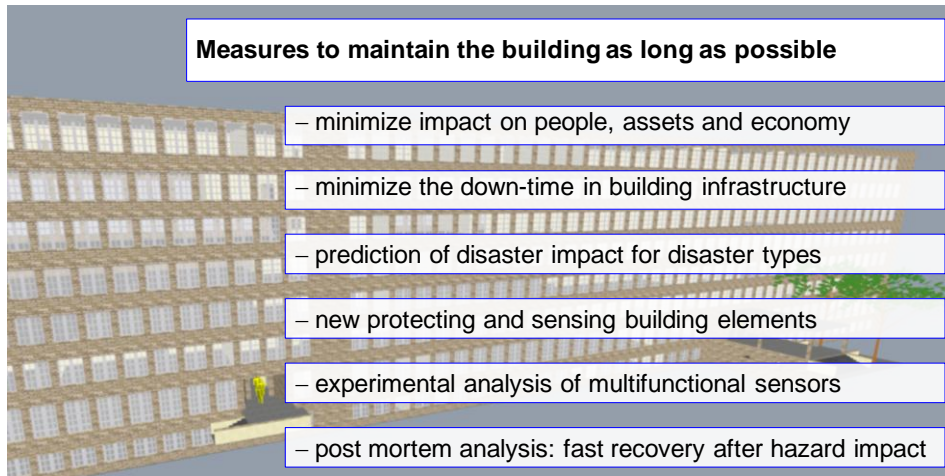 Measures to maintain the building as long as possible
– minimize impact on people, assets and economy
– minimize the down-time in building infrastructure
– prediction of disaster impact for disaster types
– new protecting and sensing building elements
– experimental analysis of multifunctional sensors
– post mortem analysis: fast recovery after hazard impact